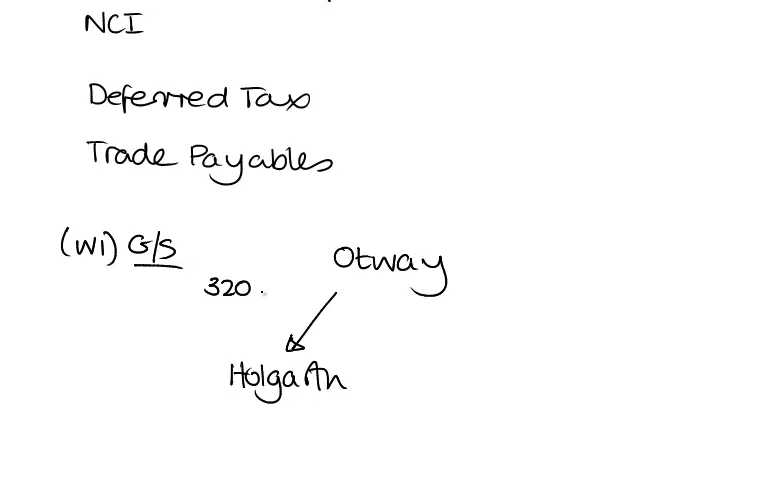 NCI
Deferred Tax
Trade Payables
(W1) G/S
Otway
320.
Holgarth